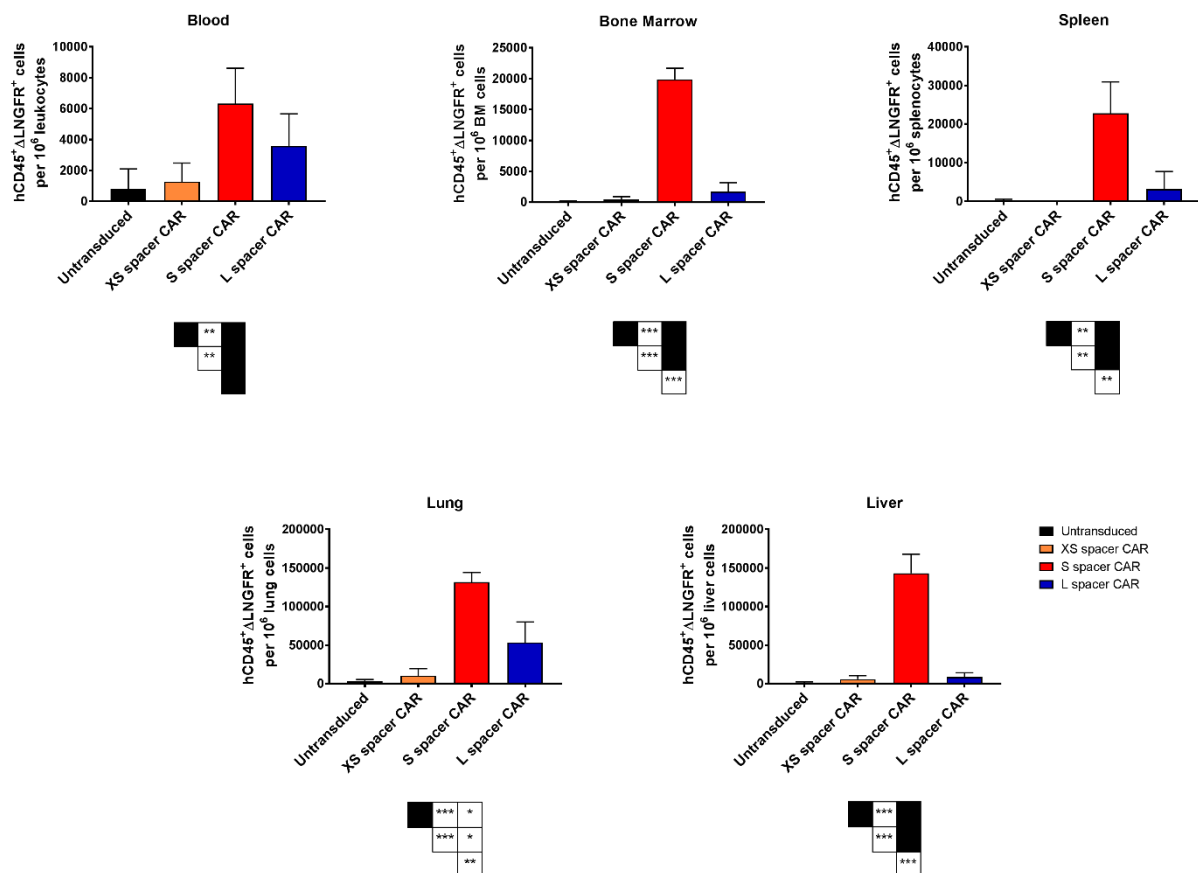 Blood
hCD45⁺ΔLNGFR⁺ cells
per 10⁶ leukocytes
10000
8000
6000
4000
2000
0
Untransduced
XS spacer CAR
S spacer CAR
L spacer CAR
**
**
Bone Marrow
hCD45⁺ΔLNGFR⁺ cells
per 10⁶ BM cells
25000
20000
15000
10000
5000
0
Untransduced
XS spacer CAR
S spacer CAR
L spacer CAR
***
***
***
Spleen
hCD45⁺ΔLNGFR⁺ cells
per 10⁶ splenocytes
40000
30000
20000
10000
0
Untransduced
XS spacer CAR
S spacer CAR
L spacer CAR
**
**
**
Lung
hCD45⁺ΔLNGFR⁺ cells
per 10⁶ lung cells
200000
150000
100000
50000
0
Untransduced
XS spacer CAR
S spacer CAR
L spacer CAR
*** *
*** *
**
Liver
hCD45⁺ΔLNGFR⁺ cells
per 10⁶ liver cells
200000
150000
100000
50000
0
Untransduced
XS spacer CAR
S spacer CAR
L spacer CAR
***
***
***
Untransduced
XS spacer CAR
S spacer CAR
L spacer CAR